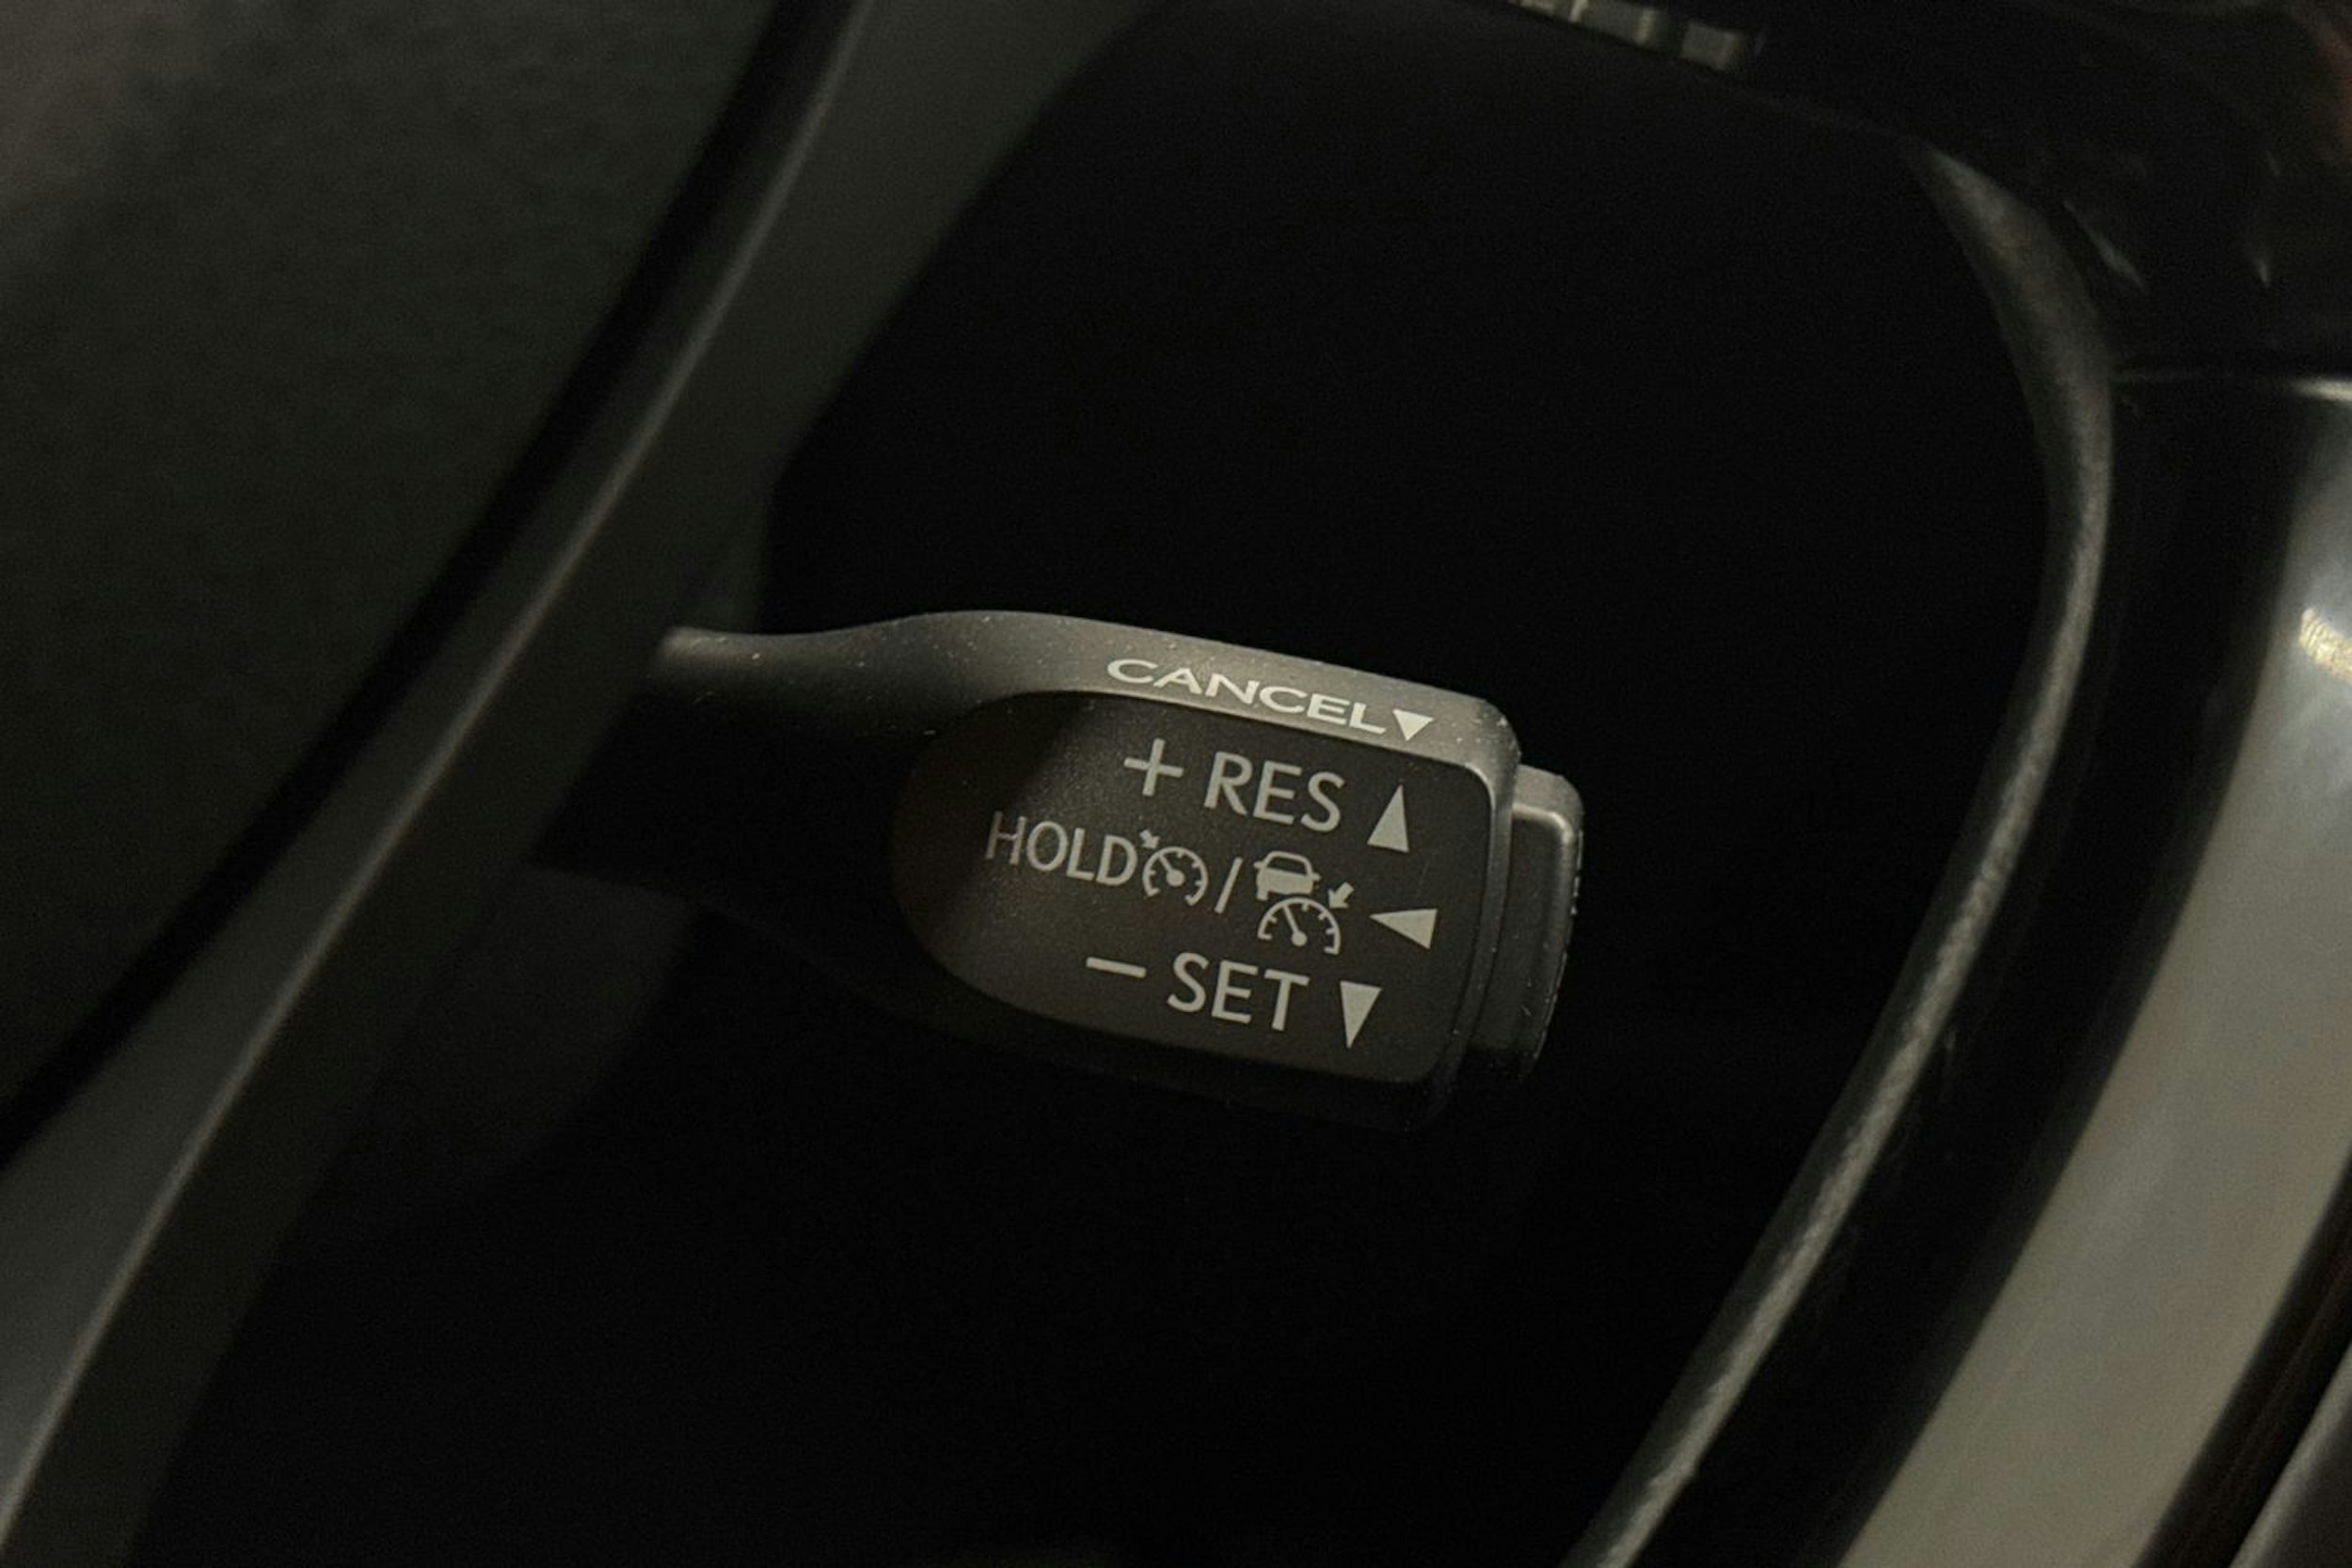 CANCEL▼
+ RES ▲
HOLD / ◀
− SET ▼